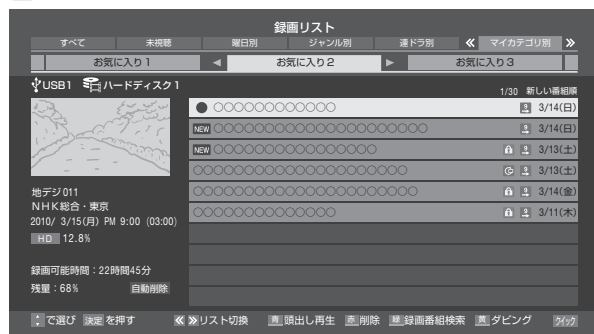 録画リスト
すべて 未視聴 曜日別 ジャンル別 連ドラ別 マイカテゴリ別
お気に入り1 お気に入り2 お気に入り3
USB1 ハードディスク1
1/30 新しい番組順
○○○○○○○○○○○○ 3/14(日)
NEW ○○○○○○○○○○○○○○○○○○○○○ 3/14(日)
NEW ○○○○○○○○○○○○○○○○ 3/13(土)
○○○○○○○○○○○○○○○○○○○○○ 3/13(土)
○○○○○○○○○○○○○○○○○○○○○○ 3/14(金)
○○○○○○○○○○○○○○ 3/11(木)
地デジ011
NHK総合・東京
2010/ 3/15(月) PM 9:00 (03:00)
HD 12.8%
録画可能時間:22時間45分
残量:68% 自動削除
で選び 決定 を押す リスト切換 青 頭出し再生 赤 削除 緑 録画番組検索 黄 ダビング クイック